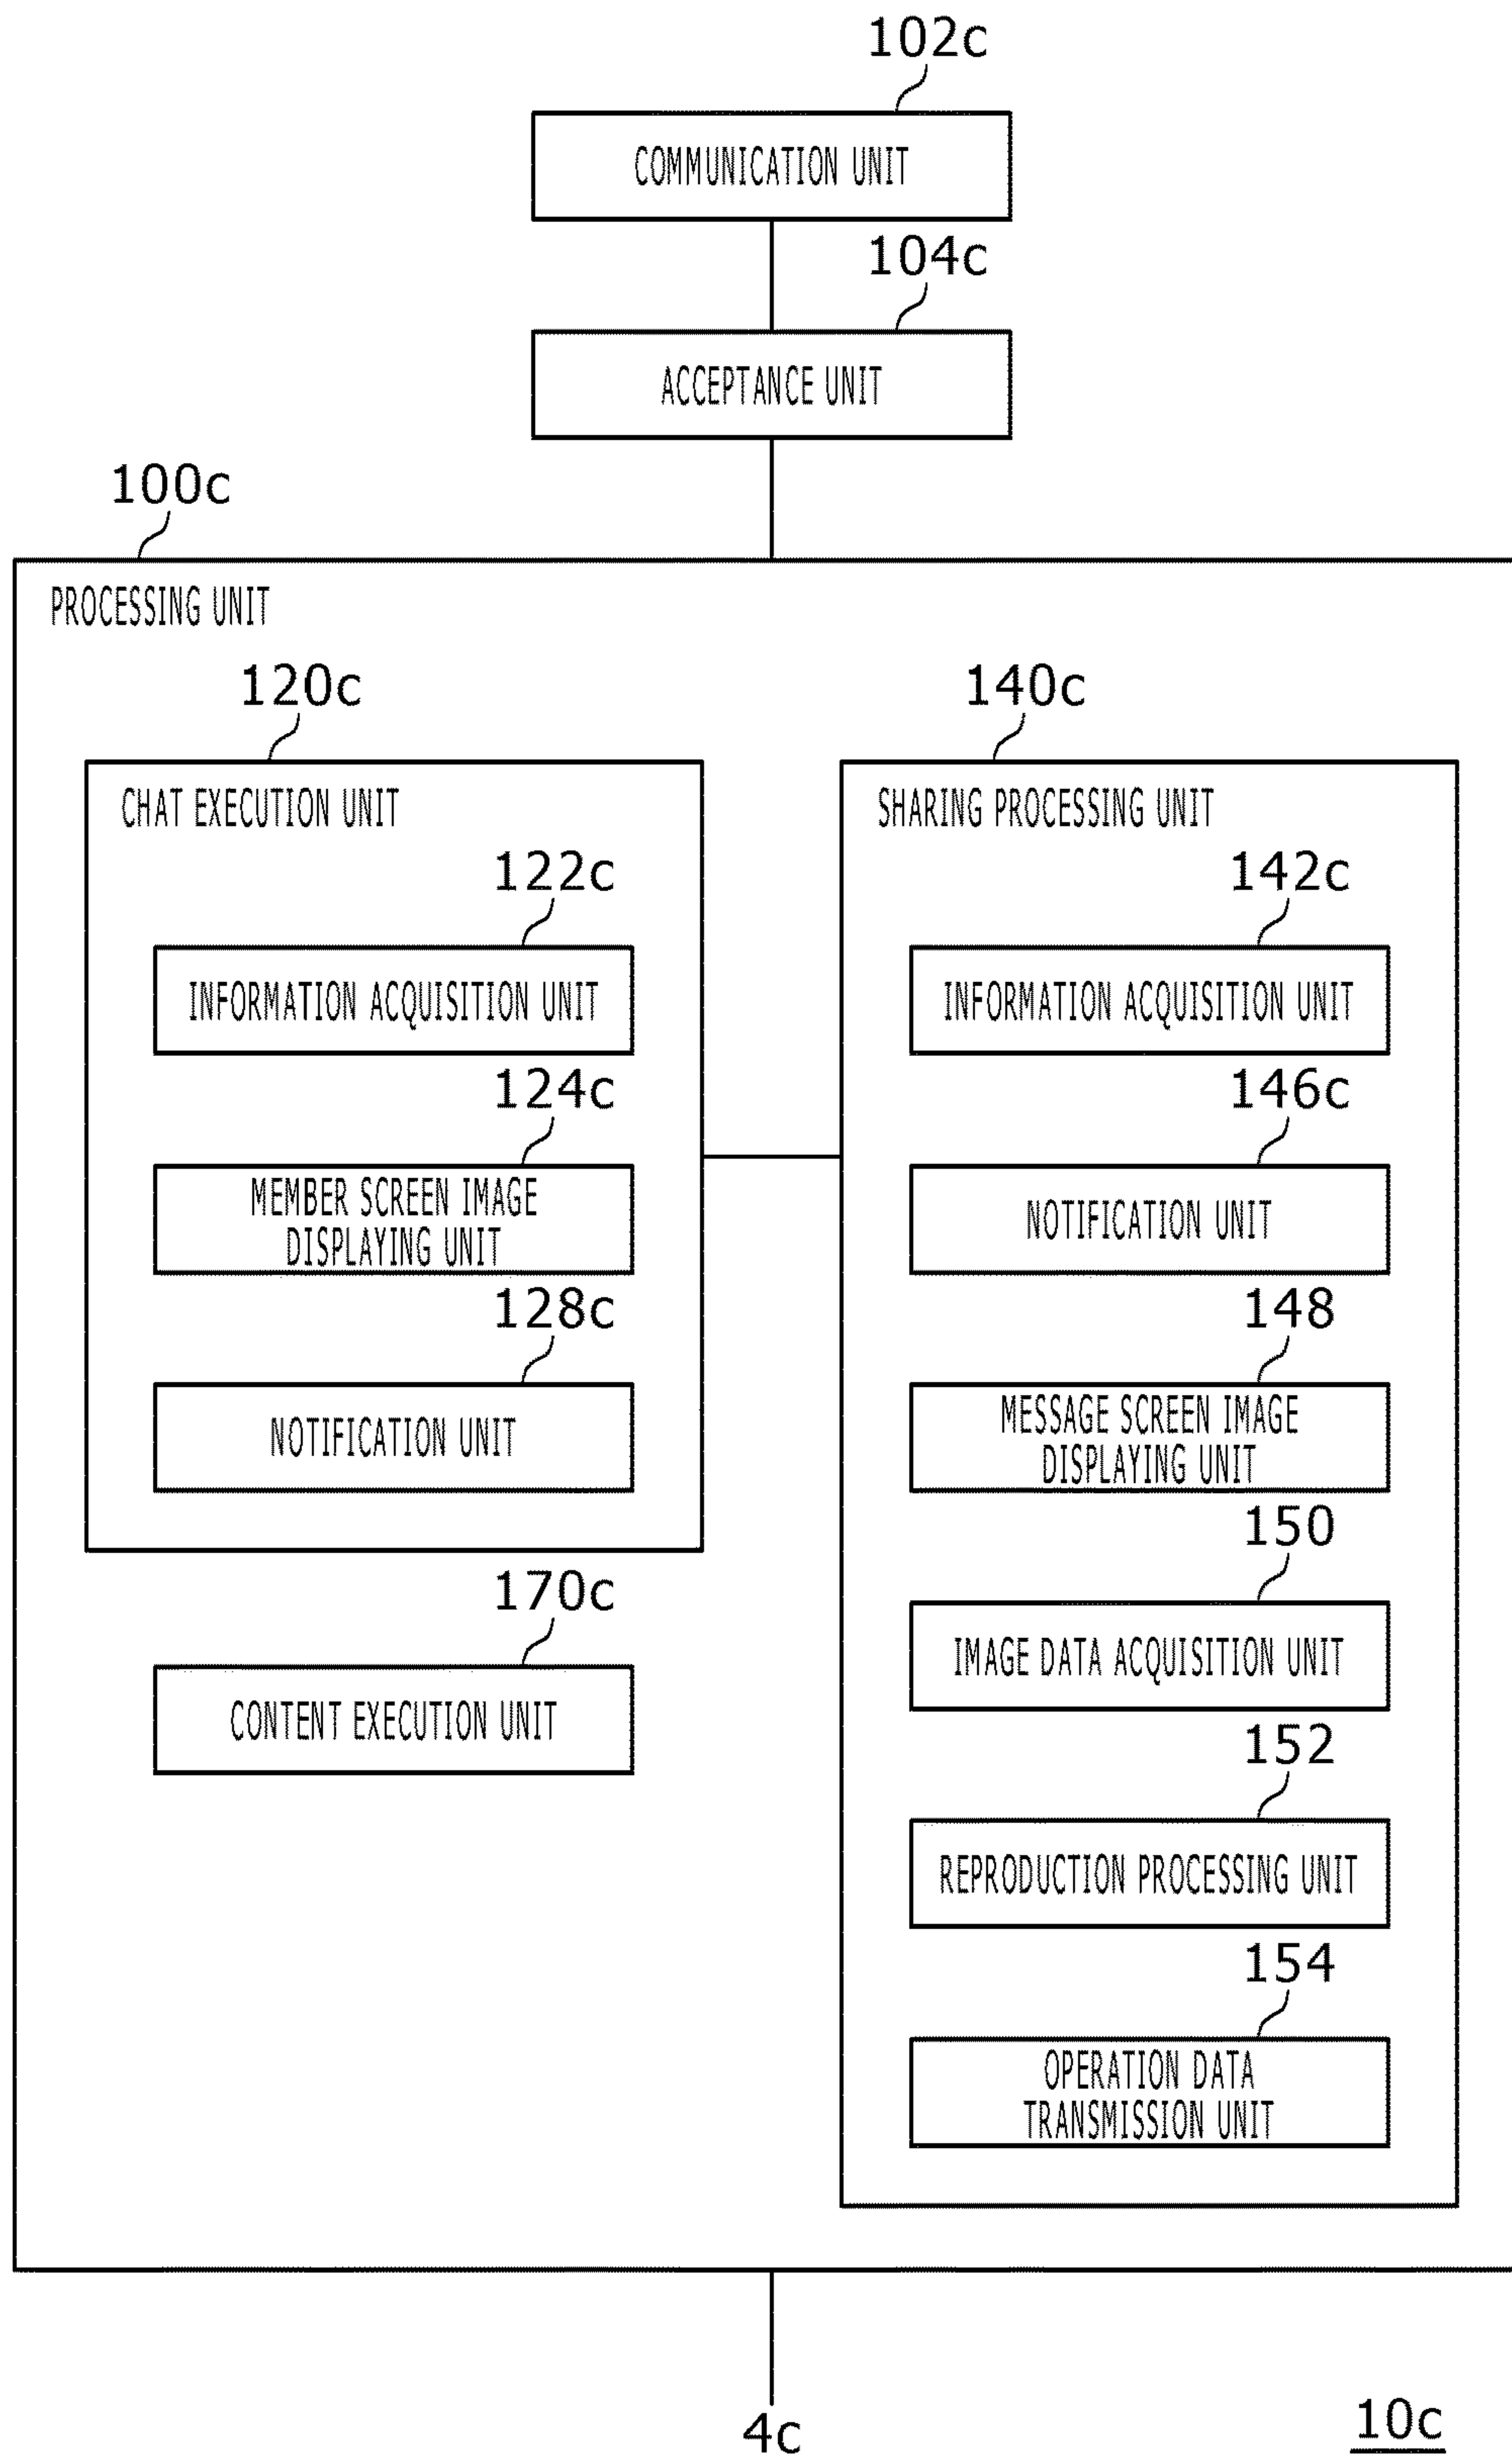 102c
COMMUNICATION UNIT
104c
ACCEPTANCE UNIT
100c
PROCESSING UNIT
120c
CHAT EXECUTION UNIT
122c
INFORMATION ACQUISITION UNIT
124c
MEMBER SCREEN IMAGE
DISPLAYING UNIT
128c
NOTIFICATION UNIT
170c
CONTENT EXECUTION UNIT
140c
SHARING PROCESSING UNIT
142c
INFORMATION ACQUISITION UNIT
146c
NOTIFICATION UNIT
148
MESSAGE SCREEN IMAGE
DISPLAYING UNIT
150
IMAGE DATA ACQUISITION UNIT
152
REPRODUCTION PROCESSING UNIT
154
OPERATION DATA
TRANSMISSION UNIT
4c
10c